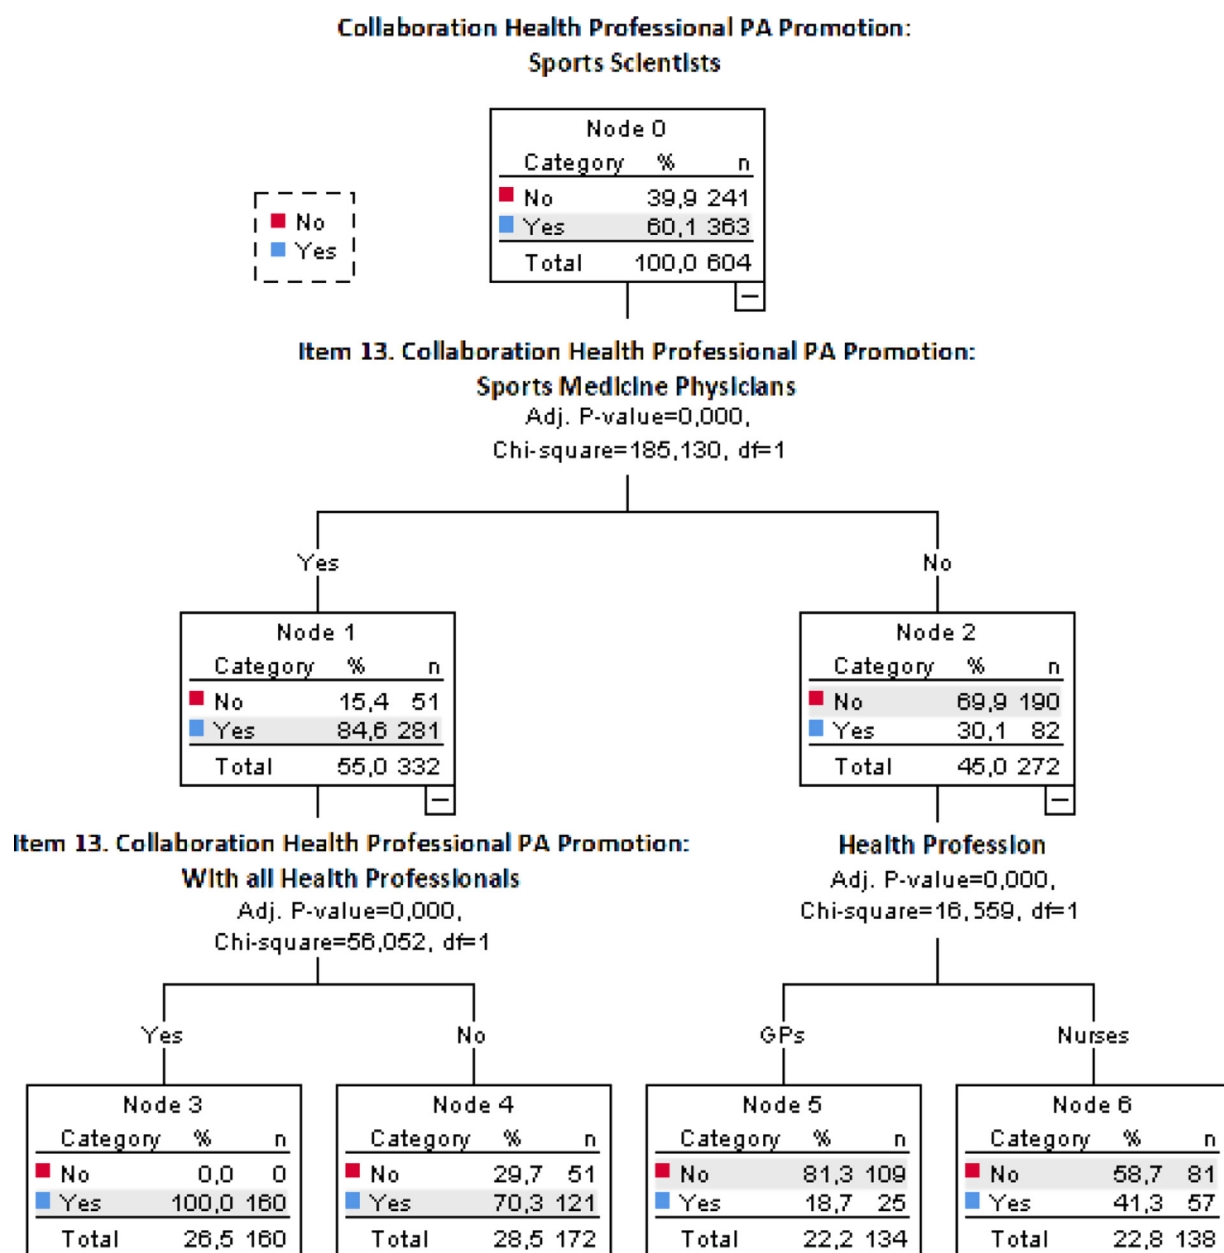 Collaboration Health Professional PA Promotion:
Sports Scientists
Node 0
Category % n
No 39,9 241
Yes 60,1 363
Total 100,0 604
No
Yes
Item 13. Collaboration Health Professional PA Promotion:
Sports Medicine Physicians
Adj. P-value=0,000,
Chi-square=185,130, df=1
Yes
No
Node 1
Category % n
No 15,4 51
Yes 84,6 281
Total 55,0 332
Node 2
Category % n
No 69,9 190
Yes 30,1 82
Total 45,0 272
Item 13. Collaboration Health Professional PA Promotion:
With all Health Professionals
Adj. P-value=0,000,
Chi-square=56,052, df=1
Health Profession
Adj. P-value=0,000,
Chi-square=16,559, df=1
Yes
No
GPs
Nurses
Node 3
Category % n
No 0,0 0
Yes 100,0 160
Total 26,5 160
Node 4
Category % n
No 29,7 51
Yes 70,3 121
Total 28,5 172
Node 5
Category % n
No 81,3 109
Yes 18,7 25
Total 22,2 134
Node 6
Category % n
No 58,7 81
Yes 41,3 57
Total 22,8 138